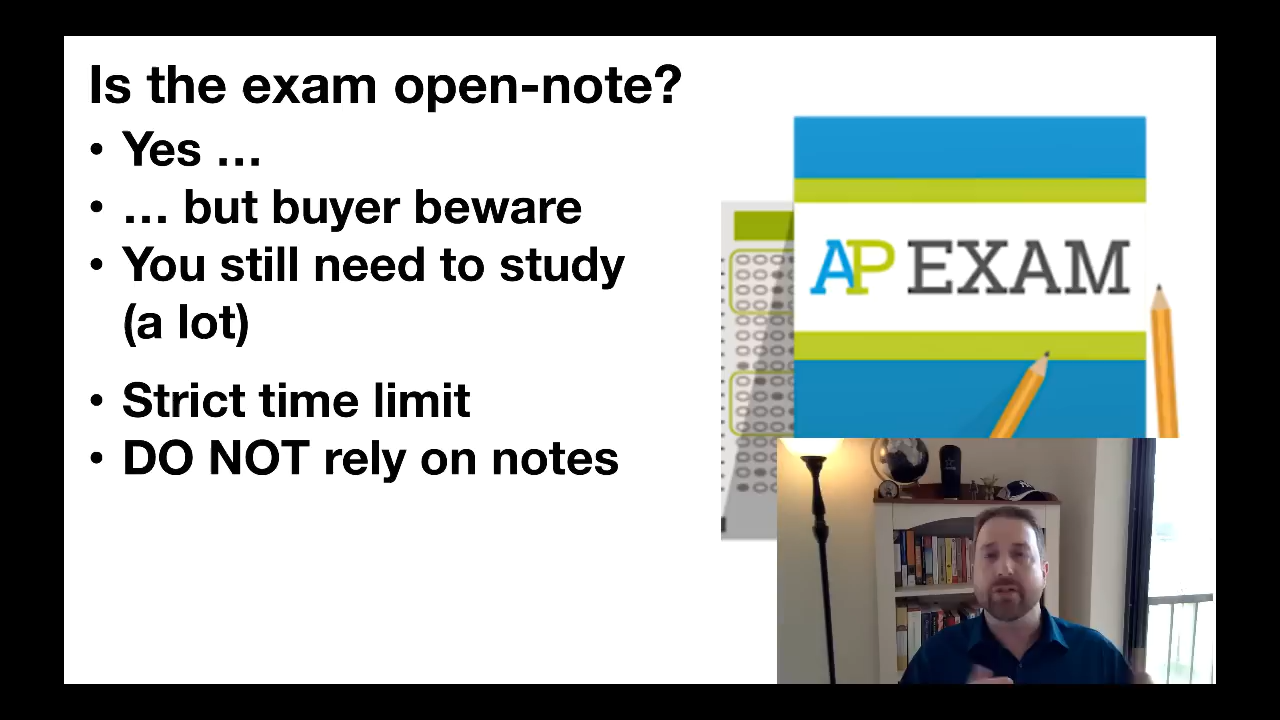 Is the exam open-note?
• Yes …
• … but buyer beware
• You still need to study
(a lot)
• Strict time limit
• DO NOT rely on notes
AP EXAM